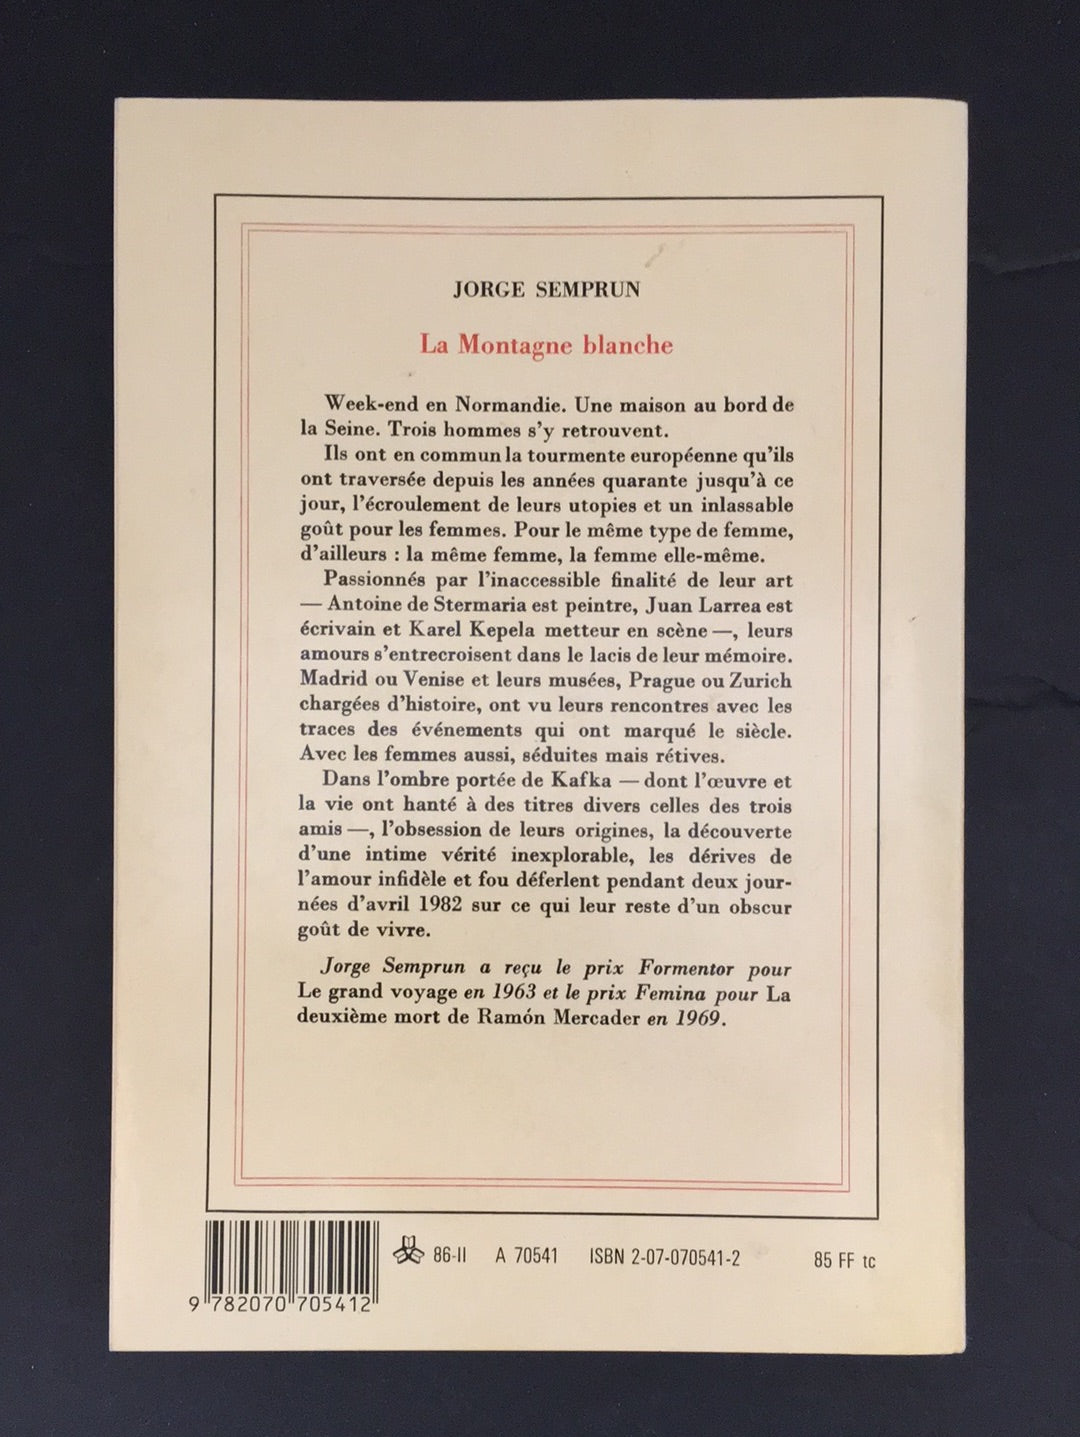 JORGE SEMPRUN
La Montagne blanche
Week-end en Normandie. Une maison au bord de
la Seine. Trois hommes s'y retrouvent.
Ils ont en commun la tourmente européenne qu'ils
ont traversée depuis les années quarante jusqu'à ce
jour, l'écroulement de leurs utopies et un inlassable
goût pour les femmes. Pour le même type de femme,
d'ailleurs : la même femme, la femme elle-même.
Passionnés par l'inaccessible finalité de leur art
— Antoine de Stermaria est peintre, Juan Larrea est
écrivain et Karel Kepela metteur en scène —, leurs
amours s'entrecroisent dans le lacis de leur mémoire.
Madrid ou Venise et leurs musées, Prague ou Zurich
chargées d'histoire, ont vu leurs rencontres avec les
traces des événements qui ont marqué le siècle.
Avec les femmes aussi, séduites mais rétives.
Dans l'ombre portée de Kafka — dont l'œuvre et
la vie ont hanté à des titres divers celles des trois
amis —, l'obsession de leurs origines, la découverte
d'une intime vérité inexplorable, les dérives de
l'amour infidèle et fou déferlent pendant deux jour-
nées d'avril 1982 sur ce qui leur reste d'un obscur
goût de vivre.
Jorge Semprun a reçu le prix Formentor pour
Le grand voyage en 1963 et le prix Femina pour La
deuxième mort de Ramón Mercader en 1969.
86-II A 70541 ISBN 2-07-070541-2 85 FF tc
9 782070 705412